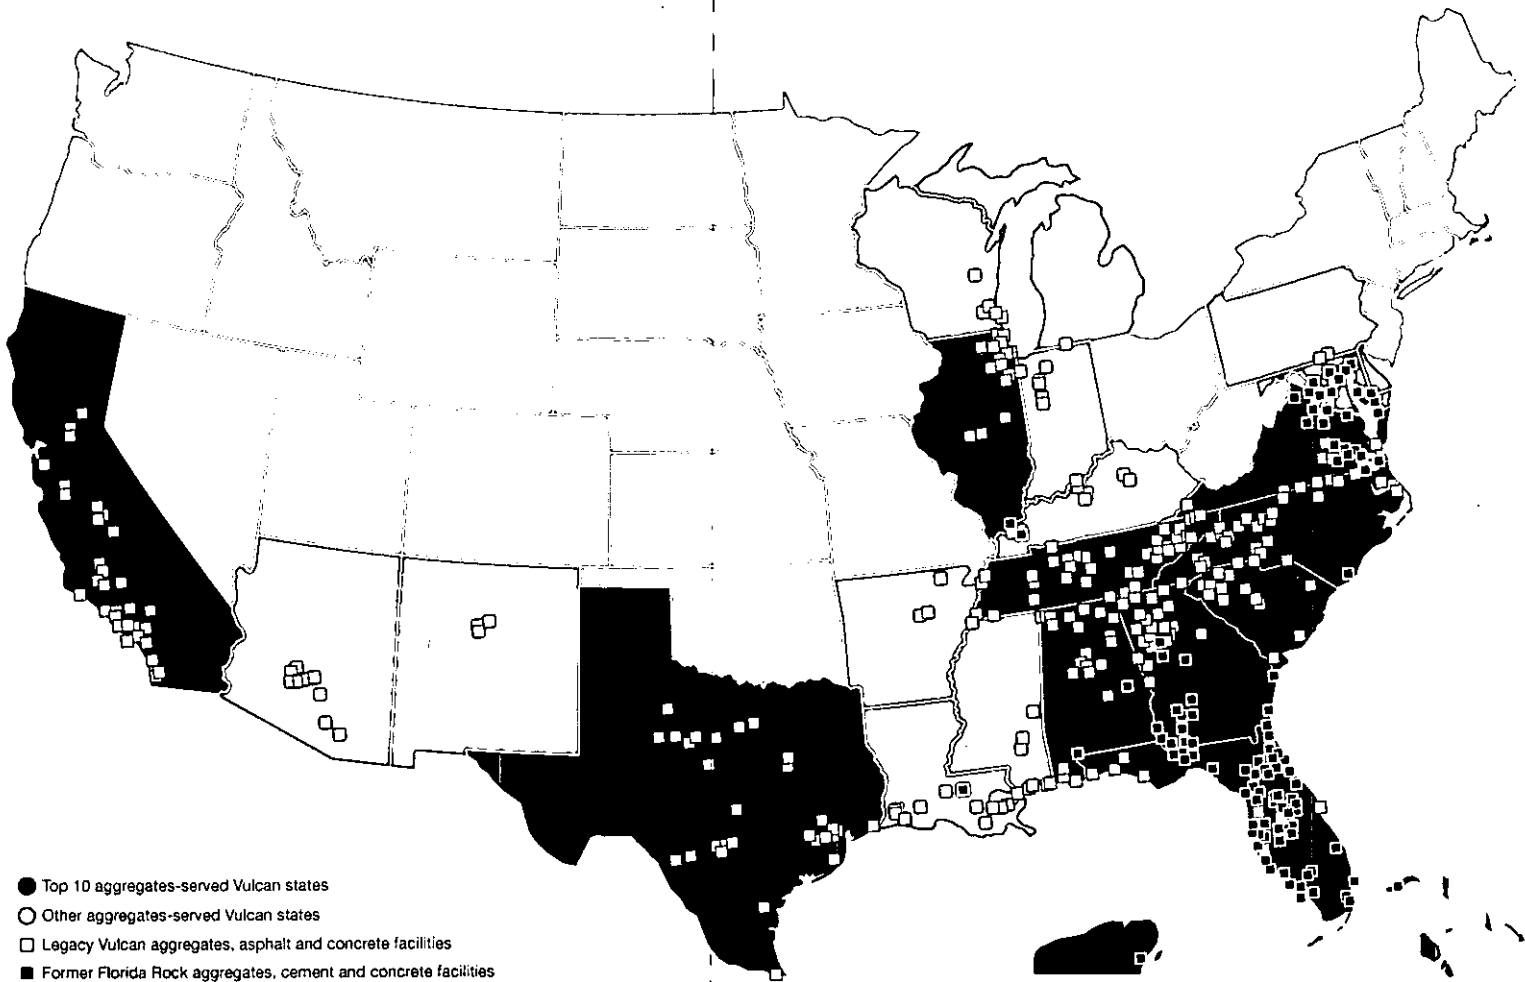 Top 10 aggregates-served Vulcan states
Other aggregates-served Vulcan states
Legacy Vulcan aggregates, asphalt and concrete facilities
Former Florida Rock aggregates, cement and concrete facilities